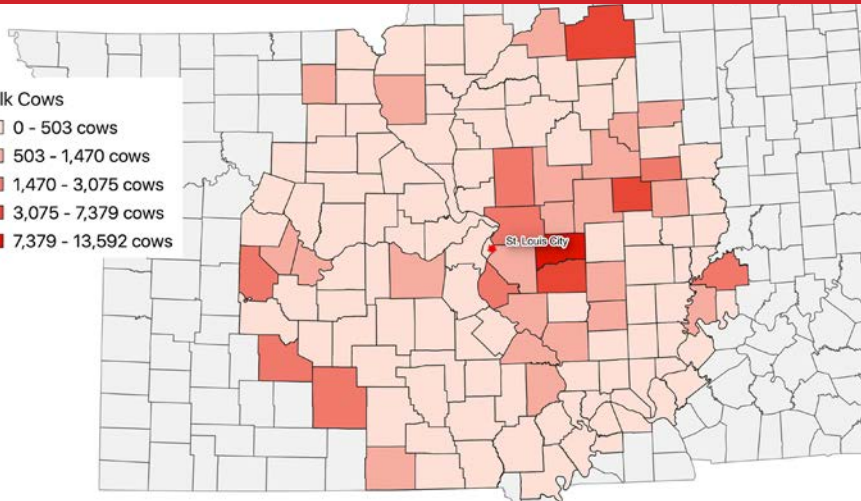 lk Cows
0 - 503 cows
503 - 1,470 cows
1,470 - 3,075 cows
3,075 - 7,379 cows
7,379 - 13,592 cows
St. Louis City